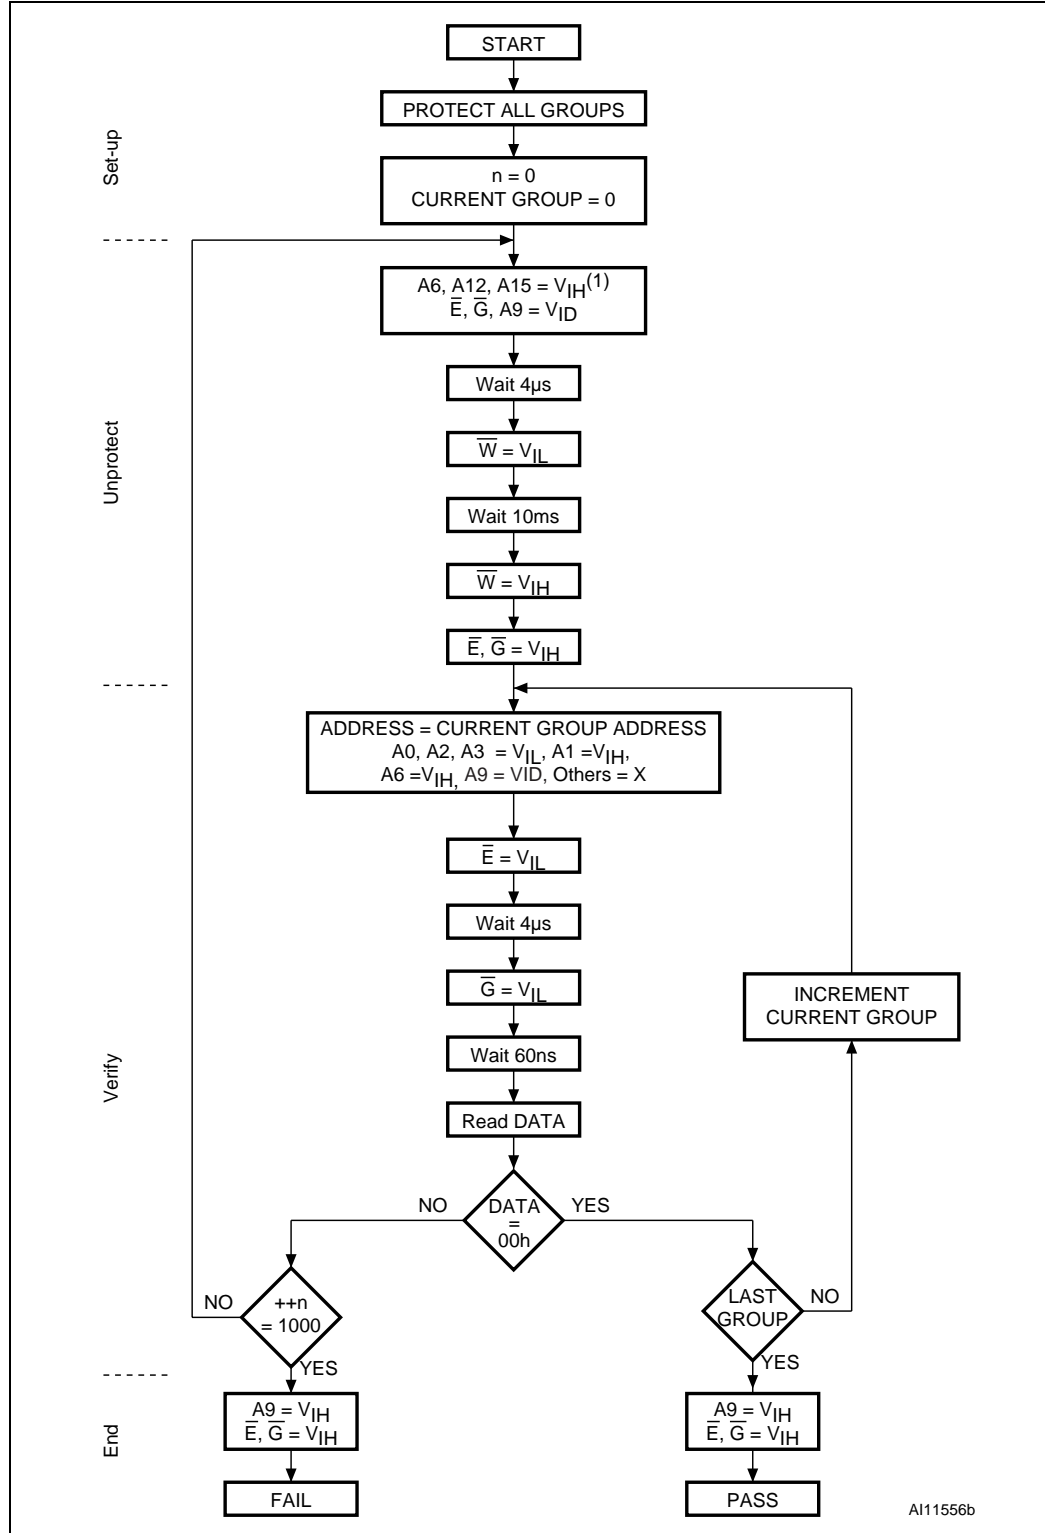 START
PROTECT ALL GROUPS
Set-up
n = 0
CURRENT GROUP = 0
A6, A12, A15 = VIH(1)
E̅, G̅, A9 = VID
Unprotect
Wait 4µs
W̅ = VIL
Wait 10ms
W̅ = VIH
E̅, G̅ = VIH
ADDRESS = CURRENT GROUP ADDRESS
A0, A2, A3 = VIL, A1 =VIH,
A6 =VIH, A9 = VID, Others = X
E̅ = VIL
Wait 4µs
G̅ = VIL
INCREMENT
CURRENT GROUP
Verify
Wait 60ns
Read DATA
NO
DATA
=
00h
YES
NO
++n
= 1000
YES
LAST
GROUP
NO
YES
End
A9 = VIH
E̅, G̅ = VIH
A9 = VIH
E̅, G̅ = VIH
FAIL
PASS
AI11556b